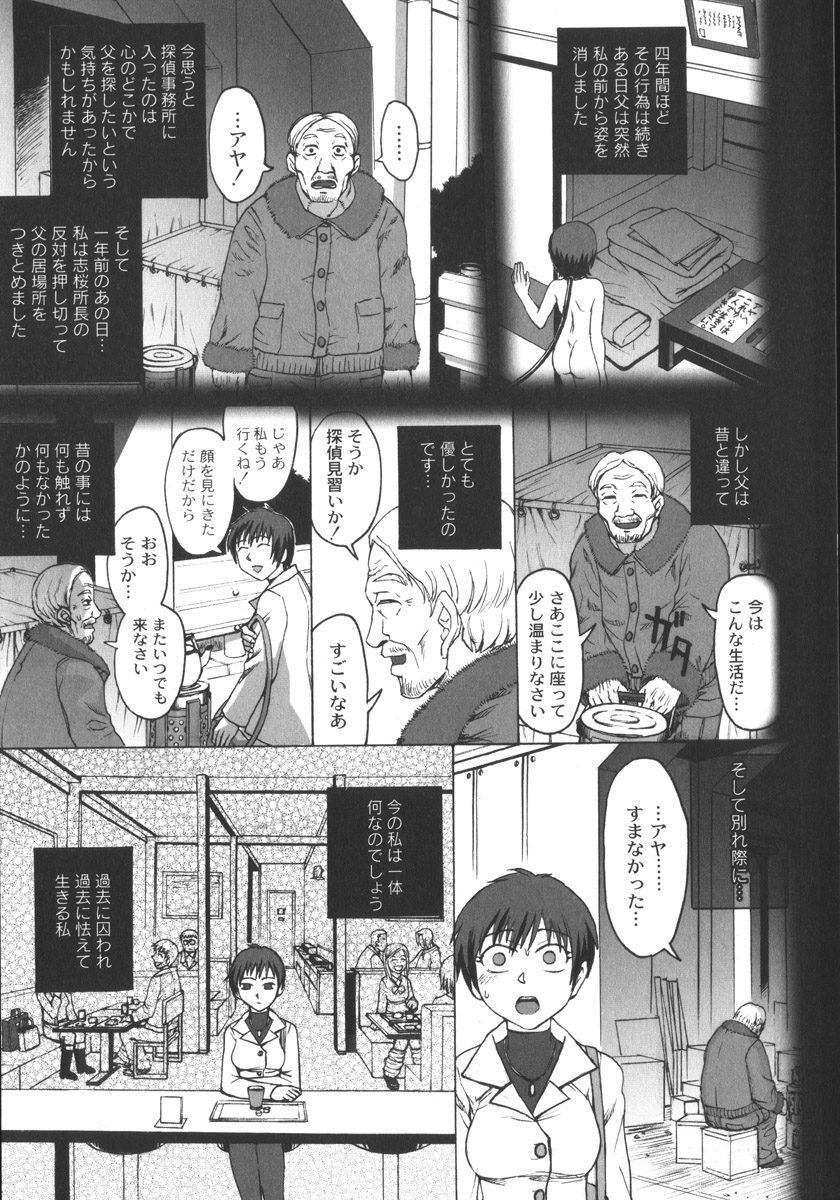 四年間ほど
その行為は続き
ある日父は突然
私の前から姿を
消しました
……
…アヤ！
今思うと
探偵事務所に
入ったのは
心のどこかで
父を探したいという
気持ちがあったから
かもしれません
そして
一年前のあの日…
私は志桜所長の
反対を押し切って
父の居場所を
つきとめました
しかし父は
昔と違って
今は
こんな生活だ…
ガタ
さあここに座って
少し温まりなさい
とても
優しかったの
です…
そうか
探偵見習いか！
すごいなあ
じゃあ
私もう
行くね！
顔を見にきた
だけだから
おお
そうか…
またいつでも
来なさい
昔の事には
何も触れず
何もなかった
かのように…
そして別れ際に…
…アヤ……
すまなかった…
今の私は一体
何なのでしょう
過去に囚われ
過去に怯えて
生きる私